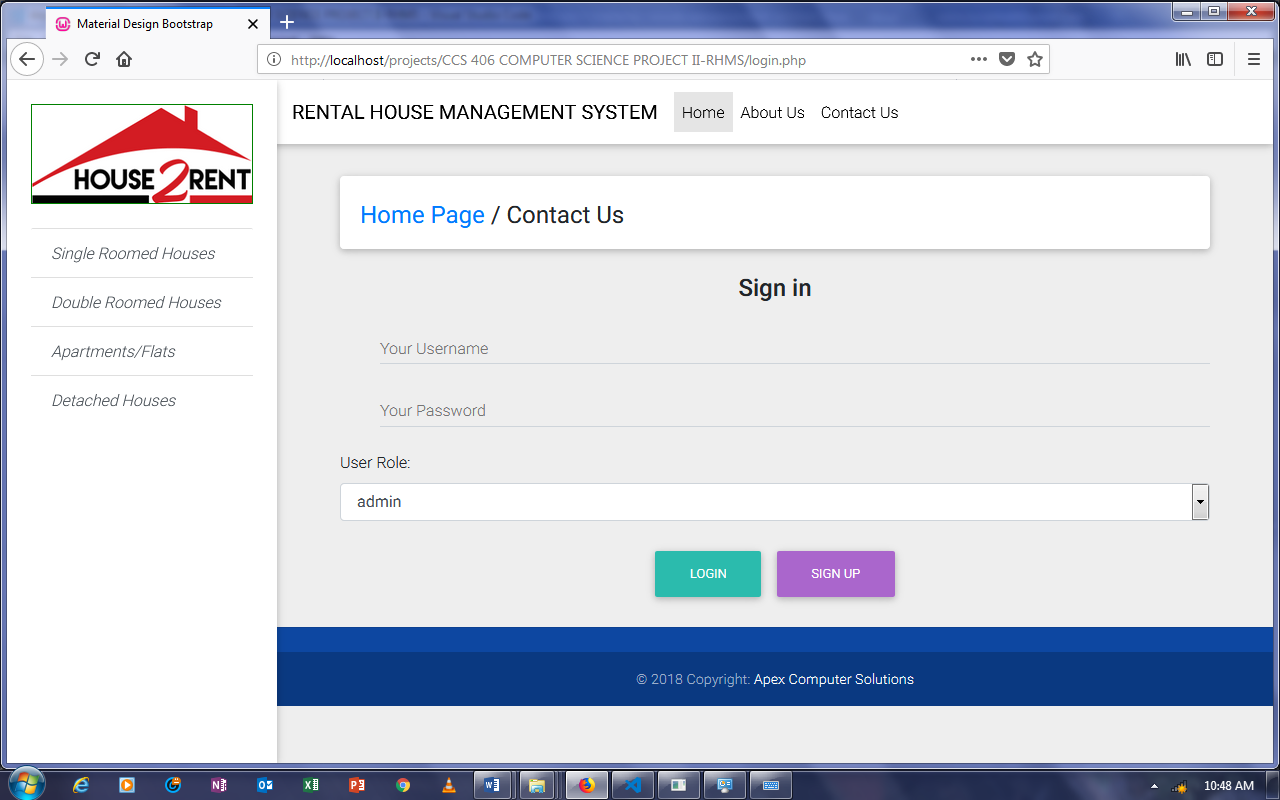 Material Design Bootstrap
http://localhost/projects/CCS 406 COMPUTER SCIENCE PROJECT II-RHMS/login.php
HOUSE 2 RENT
Single Roomed Houses
Double Roomed Houses
Apartments/Flats
Detached Houses
RENTAL HOUSE MANAGEMENT SYSTEM Home About Us Contact Us
Home Page / Contact Us
Sign in
Your Username
Your Password
User Role:
admin
LOGIN SIGN UP
© 2018 Copyright: Apex Computer Solutions
10:48 AM